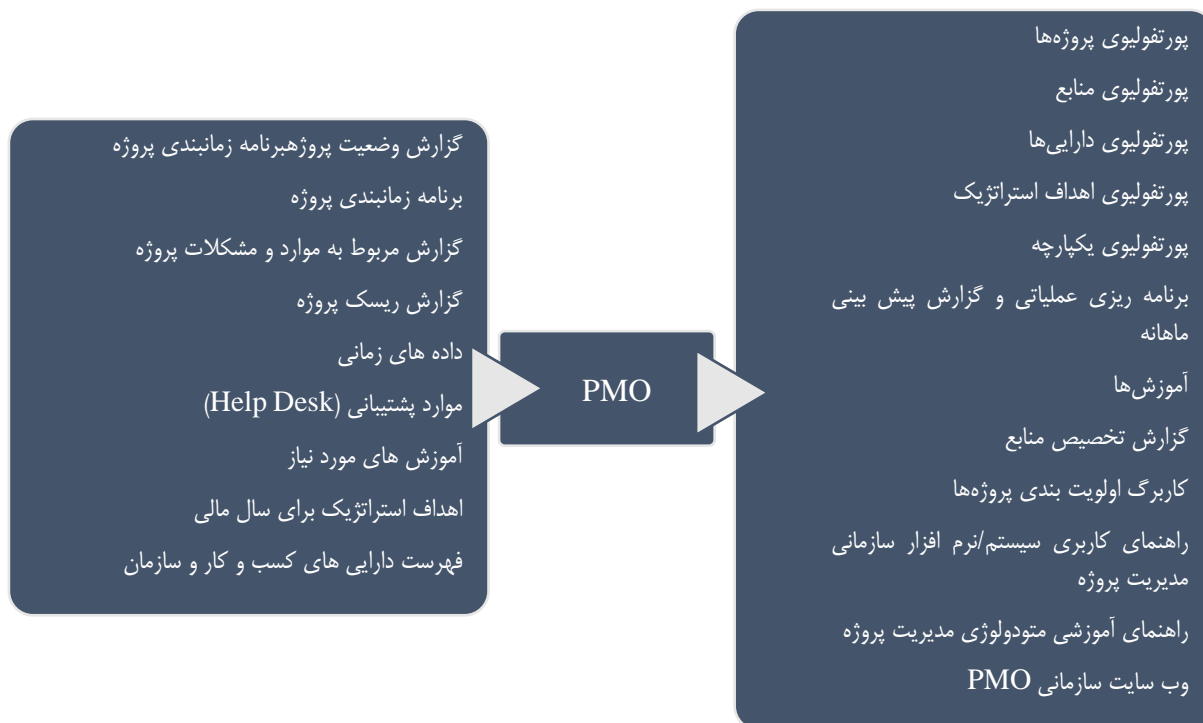 گزارش وضعیت پروژهبرنامه زمانبندی پروژه
برنامه زمانبندی پروژه
گزارش مربوط به موارد و مشکلات پروژه
گزارش ریسک پروژه
داده های زمانی
موارد پشتیبانی (Help Desk)
آموزش های مورد نیاز
اهداف استراتژیک برای سال مالی
فهرست دارایی های کسب و کار و سازمان
PMO
پورتفولیوی پروژه‌ها
پورتفولیوی منابع
پورتفولیوی دارایی‌ها
پورتفولیوی اهداف استراتژیک
پورتفولیوی یکپارچه
برنامه ریزی عملیاتی و گزارش پیش بینی
ماهانه
آموزش‌ها
گزارش تخصیص منابع
کاربرگ اولویت بندی پروژه‌ها
راهنمای کاربری سیستم/نرم افزار سازمانی
مدیریت پروژه
راهنمای آموزشی متودولوژی مدیریت پروژه
وب سایت سازمانی PMO